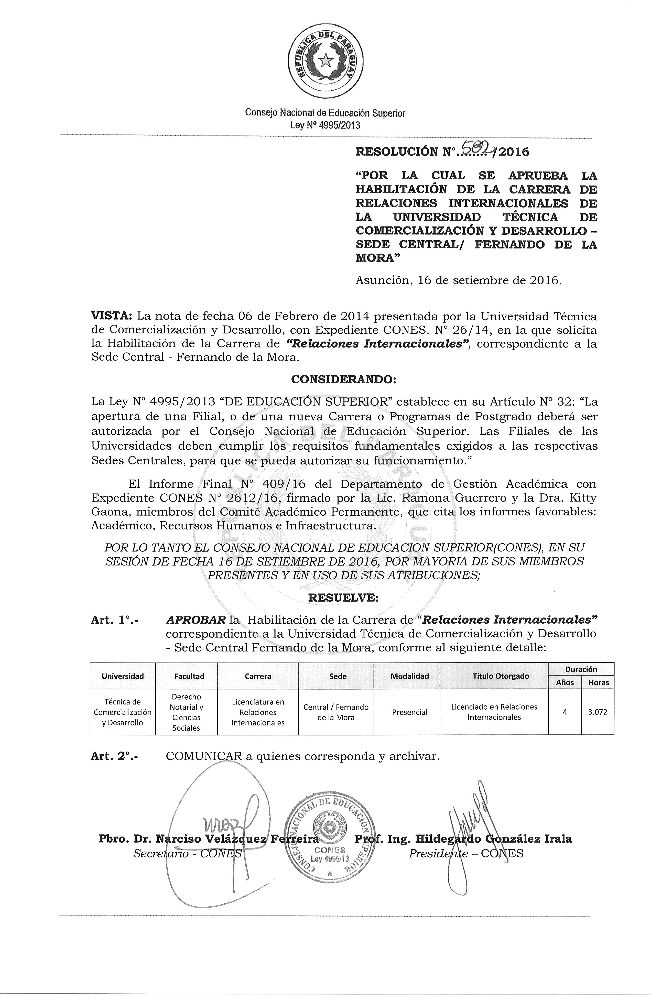 REPUBLICA DEL PARAGUAY
Consejo Nacional de Educación Superior
Ley Nº 4995/2013
RESOLUCIÓN N°......../2016
“POR LA CUAL SE APRUEBA LA
HABILITACIÓN DE LA CARRERA DE
RELACIONES INTERNACIONALES DE
LA UNIVERSIDAD TÉCNICA DE
COMERCIALIZACIÓN Y DESARROLLO –
SEDE CENTRAL/ FERNANDO DE LA
MORA”
Asunción, 16 de setiembre de 2016.
VISTA: La nota de fecha 06 de Febrero de 2014 presentada por la Universidad Técnica
de Comercialización y Desarrollo, con Expediente CONES. N° 26/14, en la que solicita
la Habilitación de la Carrera de “Relaciones Internacionales”, correspondiente a la
Sede Central - Fernando de la Mora.
CONSIDERANDO:
La Ley N° 4995/2013 “DE EDUCACIÓN SUPERIOR” establece en su Artículo Nº 32: “La
apertura de una Filial, o de una nueva Carrera o Programas de Postgrado deberá ser
autorizada por el Consejo Nacional de Educación Superior. Las Filiales de las
Universidades deben cumplir los requisitos fundamentales exigidos a las respectivas
Sedes Centrales, para que se pueda autorizar su funcionamiento.”
El Informe Final N° 409/16 del Departamento de Gestión Académica con
Expediente CONES N° 2612/16, firmado por la Lic. Ramona Guerrero y la Dra. Kitty
Gaona, miembros del Comité Académico Permanente, que cita los informes favorables:
Académico, Recursos Humanos e Infraestructura.
POR LO TANTO EL CONSEJO NACIONAL DE EDUCACION SUPERIOR(CONES), EN SU
SESIÓN DE FECHA 16 DE SETIEMBRE DE 2016, POR MAYORIA DE SUS MIEMBROS
PRESENTES Y EN USO DE SUS ATRIBUCIONES;
REPUBLICA DEL PARAGUAY
RESUELVE:
Art. 1°.- APROBAR la Habilitación de la Carrera de “Relaciones Internacionales”
correspondiente a la Universidad Técnica de Comercialización y Desarrollo
- Sede Central Fernando de la Mora, conforme al siguiente detalle:
Universidad Facultad Carrera Sede Modalidad Titulo Otorgado Duración
Años Horas
Técnica de Comercialización y Desarrollo Derecho Notarial y Ciencias Sociales Licenciatura en Relaciones Internacionales Central / Fernando de la Mora Presencial Licenciado en Relaciones Internacionales 4 3.072
Art. 2°.- COMUNICAR a quienes corresponda y archivar.
Pbro. Dr. Narciso Velázquez Ferreira
Secretario - CONES
CONSEJO NACIONAL DE EDUCACION SUPERIOR
REPUBLICA DEL PARAGUAY
CONES
Ley 4995/13
Prof. Ing. Hildegardo González Irala
Presidente – CONES